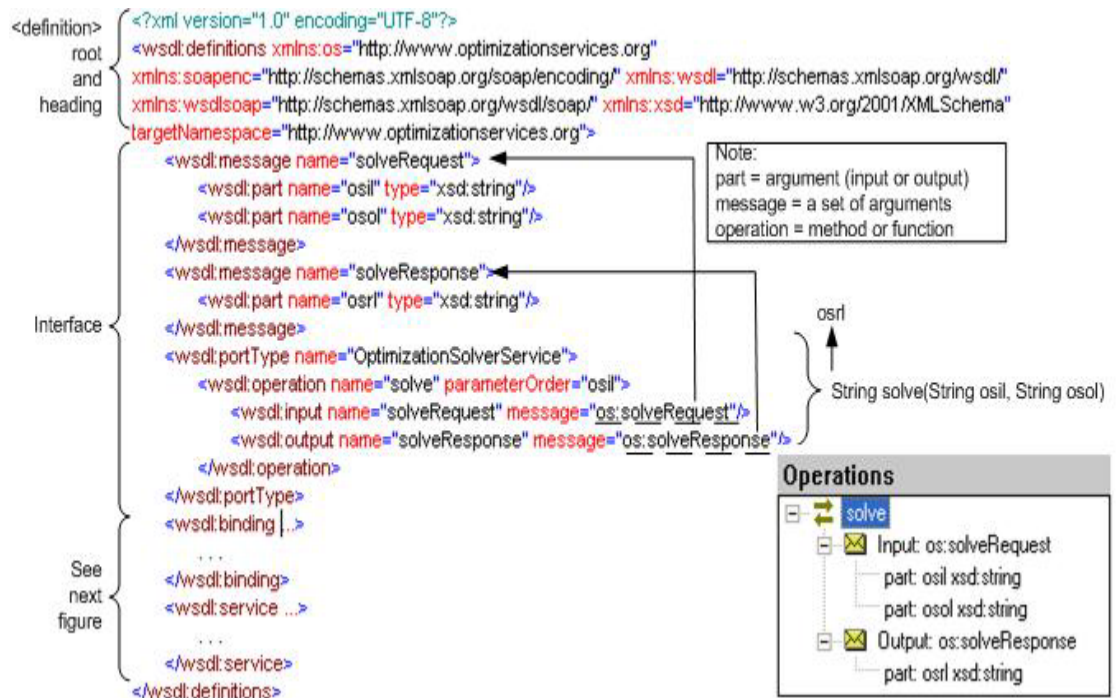 <definition>
root
and
heading
<?xml version="1.0" encoding="UTF-8"?>
<wsdl:definitions xmlns:os="http://www.optimizationservices.org"
xmlns:soapenc="http://schemas.xmlsoap.org/soap/encoding/" xmlns:wsdl="http://schemas.xmlsoap.org/wsdl/"
xmlns:wsdlsoap="http://schemas.xmlsoap.org/wsdl/soap/" xmlns:xsd="http://www.w3.org/2001/XMLSchema"
targetNamespace="http://www.optimizationservices.org">
Interface
<wsdl:message name="solveRequest">
<wsdl:part name="osil" type="xsd:string"/>
<wsdl:part name="osol" type="xsd:string"/>
</wsdl:message>
<wsdl:message name="solveResponse">
<wsdl:part name="osrl" type="xsd:string"/>
</wsdl:message>
<wsdl:portType name="OptimizationSolverService">
<wsdl:operation name="solve" parameterOrder="osil">
<wsdl:input name="solveRequest" message="os:solveRequest"/>
<wsdl:output name="solveResponse" message="os:solveResponse"/>
</wsdl:operation>
</wsdl:portType>
See
next
figure
<wsdl:binding ...>
. . .
</wsdl:binding>
<wsdl:service ...>
. . .
</wsdl:service>
</wsdl:definitions>
Note:
part = argument (input or output)
message = a set of arguments
operation = method or function
osrl
String solve(String osil, String osol)
Operations
solve
Input: os:solveRequest
part: osil xsd:string
part: osol xsd:string
Output: os:solveResponse
part: osrl xsd:string